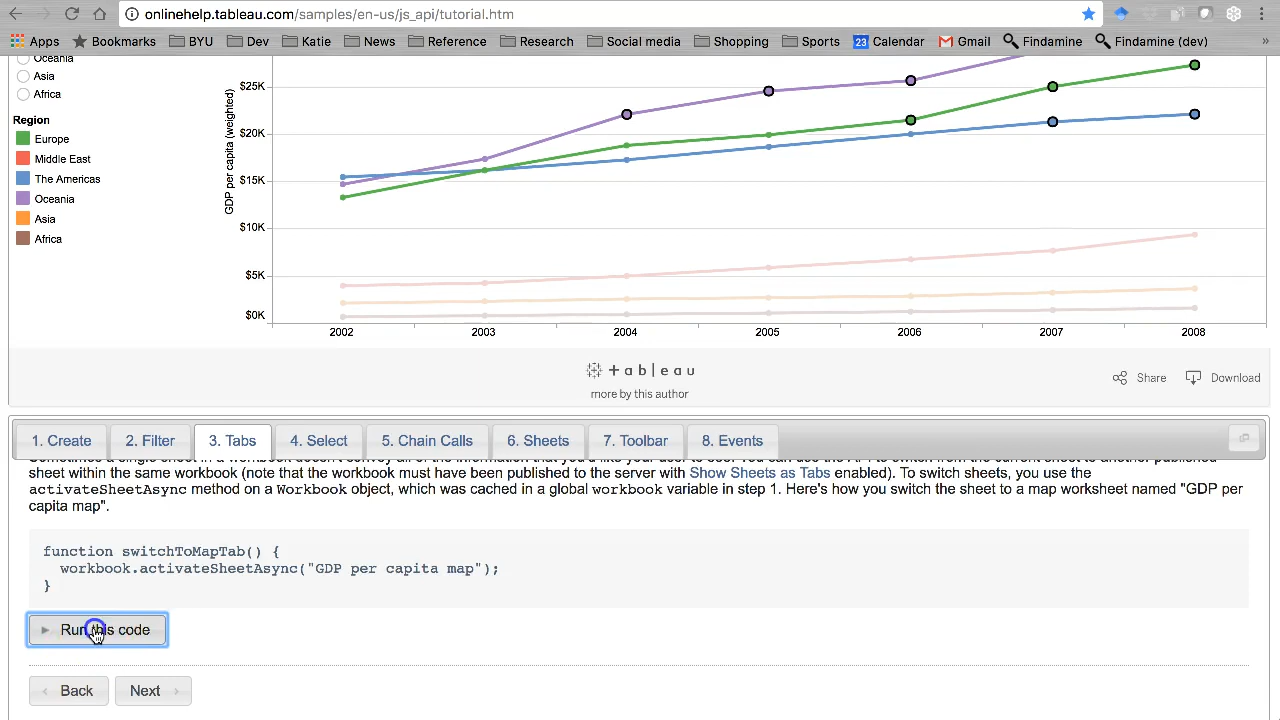 onlinehelp.tableau.com/samples/en-us/js_api/tutorial.htm
Apps Bookmarks BYU Dev Katie News Reference Research Social media Shopping Sports 23 Calendar Gmail Findamine Findamine (dev) »
Oceania
Asia
Africa
Region
Europe
Middle East
The Americas
Oceania
Asia
Africa
GDP per capita (weighted)
$25K
$20K
$15K
$10K
$5K
$0K
2002 2003 2004 2005 2006 2007 2008
+ a b | e a u
more by this author
Share Download
1. Create 2. Filter 3. Tabs 4. Select 5. Chain Calls 6. Sheets 7. Toolbar 8. Events
sheet within the same workbook (note that the workbook must have been published to the server with Show Sheets as Tabs enabled). To switch sheets, you use the
activateSheetAsync method on a Workbook object, which was cached in a global workbook variable in step 1. Here's how you switch the sheet to a map worksheet named "GDP per
capita map".
function switchToMapTab() {
workbook.activateSheetAsync("GDP per capita map");
}
Run this code
Back Next